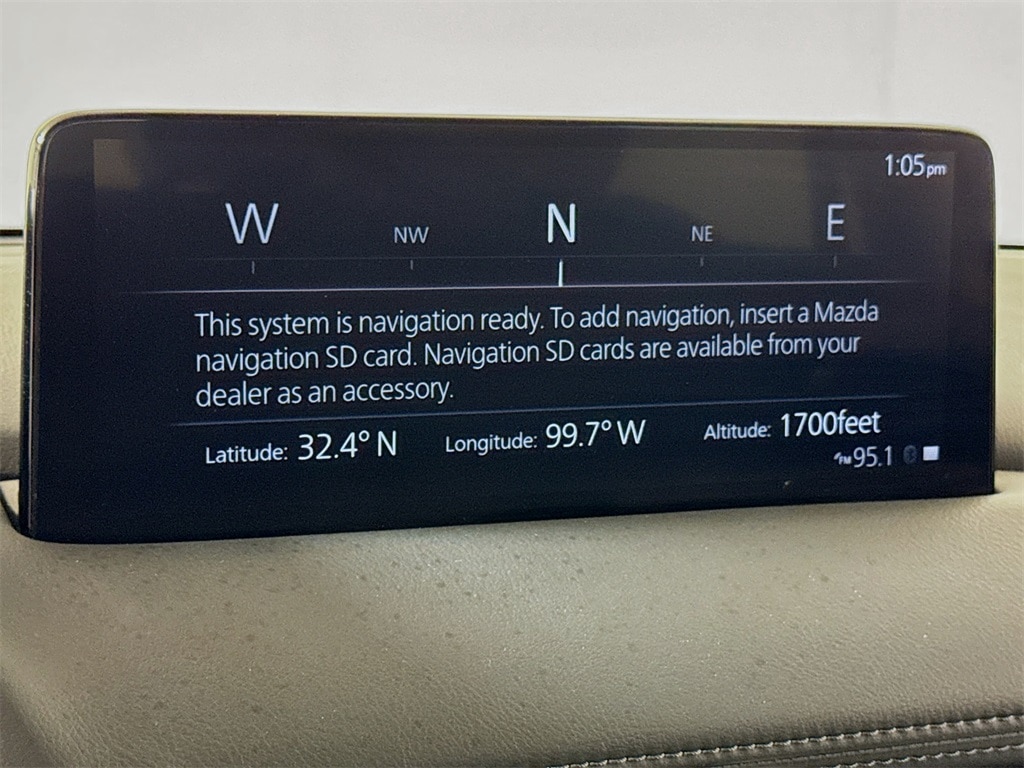 1:05pm
W NW N NE E
This system is navigation ready. To add navigation, insert a Mazda
navigation SD card. Navigation SD cards are available from your
dealer as an accessory.
Latitude: 32.4° N Longitude: 99.7° W Altitude: 1700feet
FM 95.1